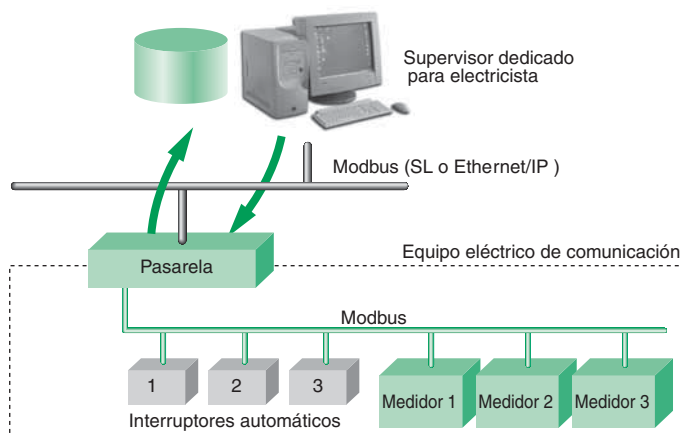 Supervisor dedicado
para electricista
Modbus (SL o Ethernet/IP )
Equipo eléctrico de comunicación
Pasarela
Modbus
1
2
3
Medidor 1
Medidor 2
Medidor 3
Interruptores automáticos